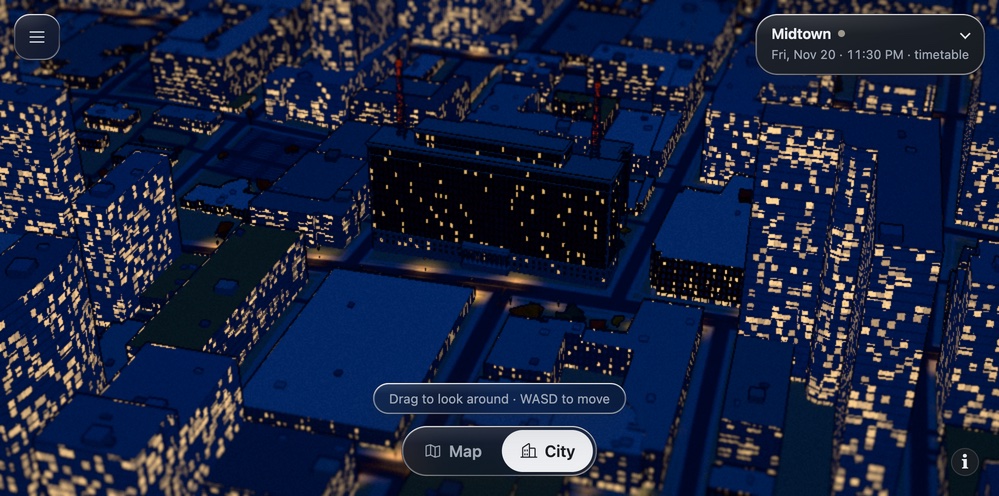 Midtown
Fri, Nov 20 · 11:30 PM · timetable
Drag to look around · WASD to move
Map
City
i